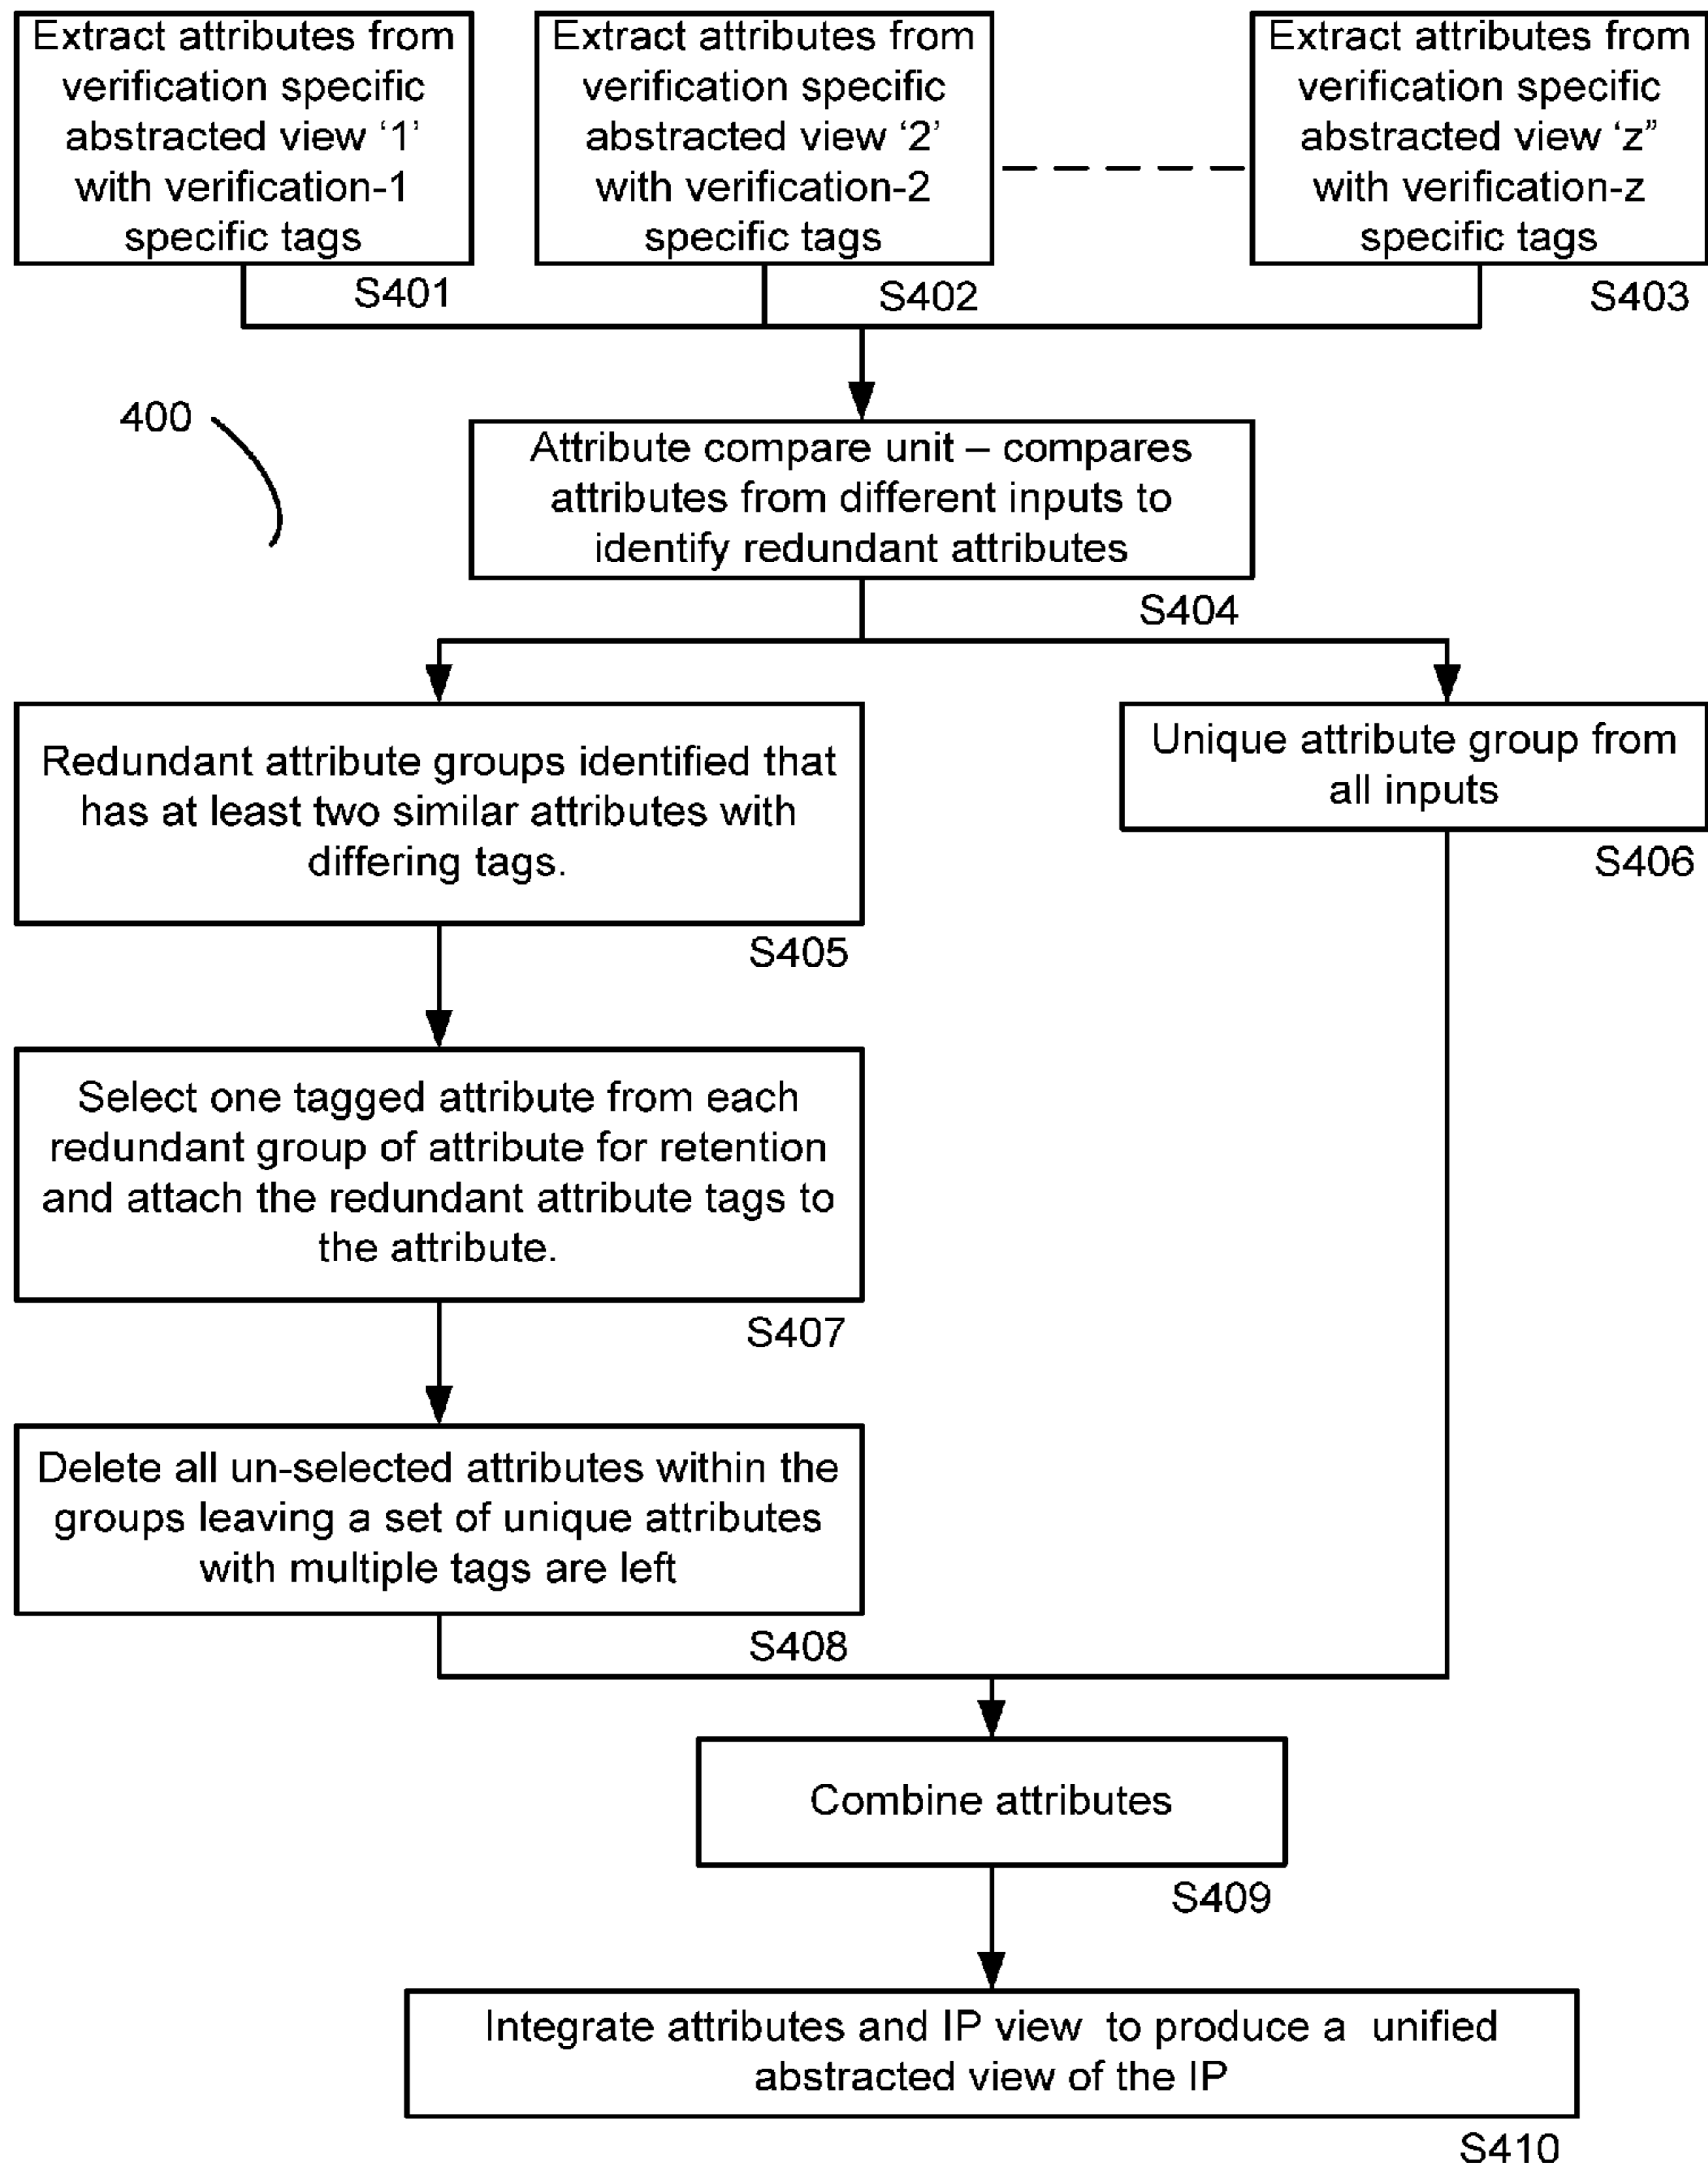 Extract attributes from
verification specific
abstracted view ‘1’
with verification-1
specific tags
S401
Extract attributes from
verification specific
abstracted view ‘2’
with verification-2
specific tags
S402
Extract attributes from
verification specific
abstracted view ‘z”
with verification-z
specific tags
S403
400
Attribute compare unit – compares
attributes from different inputs to
identify redundant attributes
S404
Redundant attribute groups identified that
has at least two similar attributes with
differing tags.
S405
Unique attribute group from
all inputs
S406
Select one tagged attribute from each
redundant group of attribute for retention
and attach the redundant attribute tags to
the attribute.
S407
Delete all un-selected attributes within the
groups leaving a set of unique attributes
with multiple tags are left
S408
Combine attributes
S409
Integrate attributes and IP view to produce a unified
abstracted view of the IP
S410